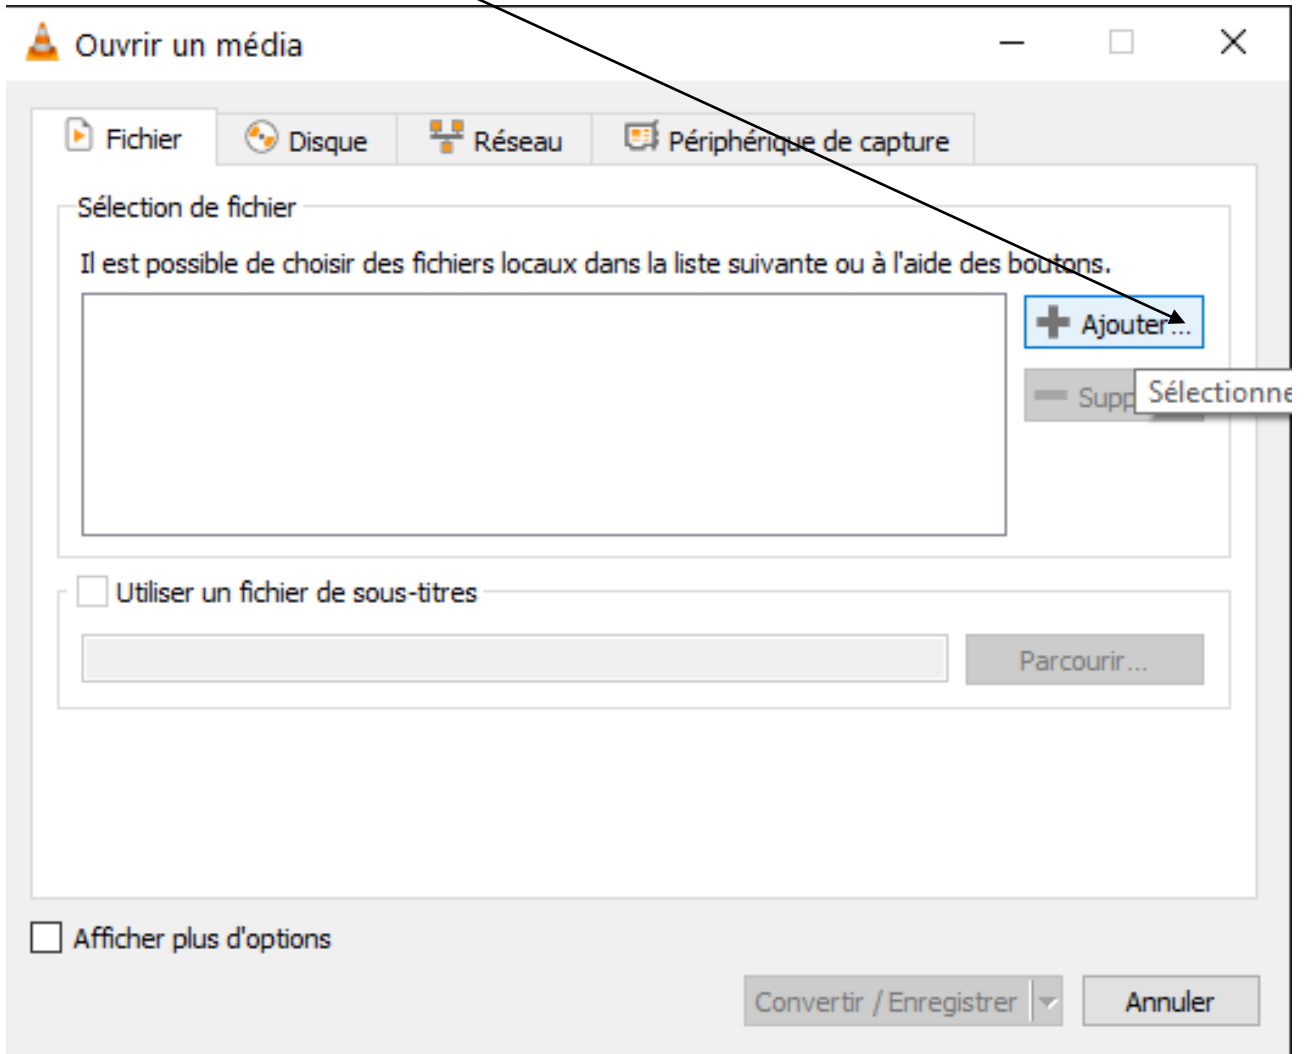 Ouvrir un média
Fichier
Disque
Réseau
Périphérique de capture
Sélection de fichier
Il est possible de choisir des fichiers locaux dans la liste suivante ou à l'aide des boutons.
Ajouter...
Supp
Sélectionne
Utiliser un fichier de sous-titres
Parcourir...
Afficher plus d'options
Convertir / Enregistrer
Annuler